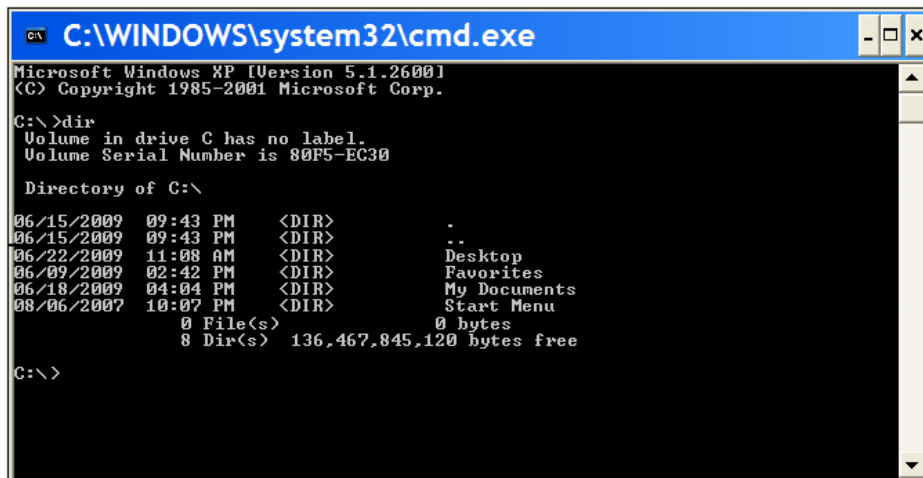 C:\WINDOWS\system32\cmd.exe
Microsoft Windows XP [Version 5.1.2600]
(C) Copyright 1985-2001 Microsoft Corp.
C:\>dir
Volume in drive C has no label.
Volume Serial Number is 80F5-EC30
Directory of C:\
06/15/2009 09:43 PM <DIR> .
06/15/2009 09:43 PM <DIR> ..
06/22/2009 11:08 AM <DIR> Desktop
06/09/2009 02:42 PM <DIR> Favorites
06/18/2009 04:04 PM <DIR> My Documents
08/06/2007 10:07 PM <DIR> Start Menu
0 File(s) 0 bytes
8 Dir(s) 136,467,845,120 bytes free
C:\>